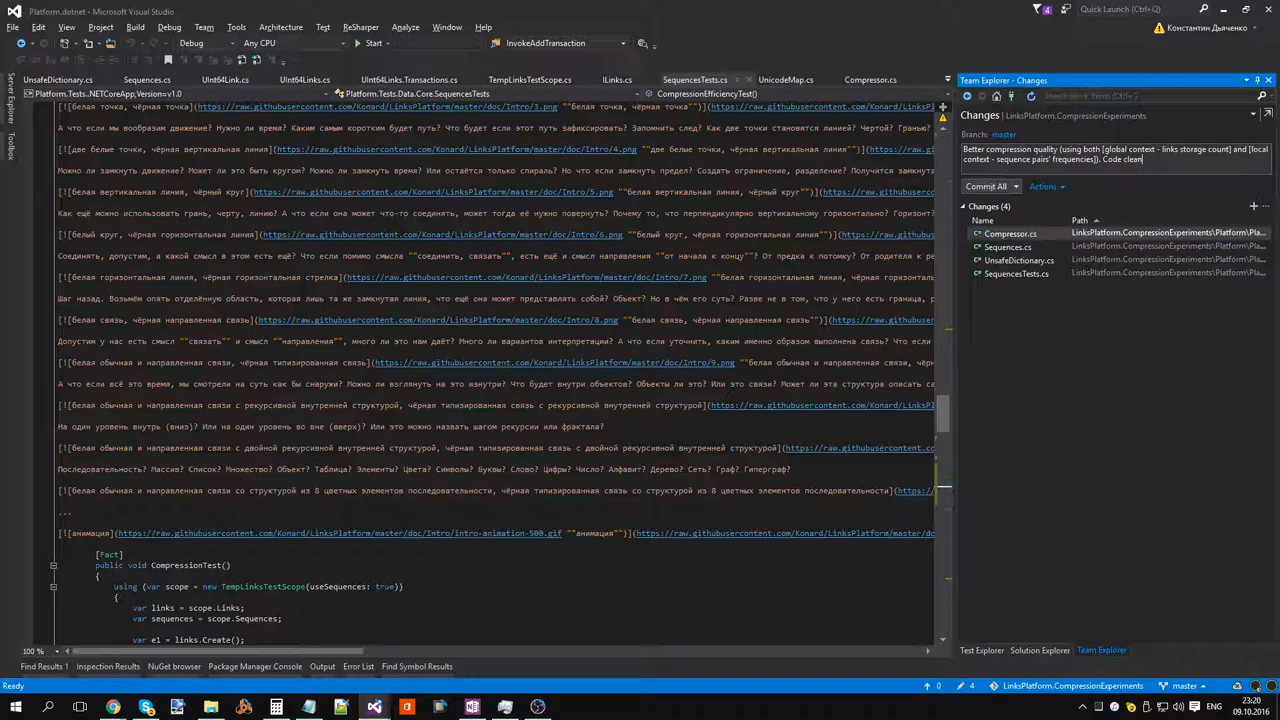 Platform.dotnet - Microsoft Visual Studio
4
Quick Launch (Ctrl+Q)
File Edit View Project Build Debug Team Tools Test ReSharper Analyze Window Help
Константин Дьяченко
Debug Any CPU Start InvokeAddTransaction
Server Explorer
Toolbox
UnsafeDictionary.cs Sequences.cs UInt64Link.cs UInt64Links.cs UInt64Links.Transactions.cs TempLinksTestScope.cs ILinks.cs SequencesTests.cs UnicodeMap.cs Compressor.cs
Platform.Tests..NETCoreApp,Version=v1.0 Platform.Tests.Data.Core.SequencesTests CompressionEfficiencyTest()
[![белая точка, чёрная точка](https://raw.githubusercontent.com/Konard/LinksPlatform/master/doc/Intro/3.png ""белая точка, чёрная точка"")](https://raw.githubusercontent.com/Konard/LinksPl
А что если мы вообразим движение? Нужно ли время? Каким самым коротким будет путь? Что будет если этот путь зафиксировать? Запомнить след? Как две точки становятся линией? Чертой? Гранью?
[![две белые точки, чёрная вертикальная линия](https://raw.githubusercontent.com/Konard/LinksPlatform/master/doc/Intro/4.png ""две белые точки, чёрная вертикальная линия"")](https://raw.gith
Можно ли замкнуть движение? Может ли это быть кругом? Можно ли замкнуть время? Или остаётся только спираль? Но что если замкнуть предел? Создать ограничение, разделение? Получится замкнут
[![белая вертикальная линия, чёрный круг](https://raw.githubusercontent.com/Konard/LinksPlatform/master/doc/Intro/5.png ""белая вертикальная линия, чёрный круг"")](https://raw.githubusercon
Как ещё можно использовать грань, черту, линию? А что если она может что-то соединять, может тогда её нужно повернуть? Почему то, что перпендикулярно вертикальному горизонтально? Горизонт?
[![белый круг, чёрная горизонтальная линия](https://raw.githubusercontent.com/Konard/LinksPlatform/master/doc/Intro/6.png ""белый круг, чёрная горизонтальная линия"")](https://raw.githubuse
Соединять, допустим, а какой смысл в этом есть ещё? Что если помимо смысла ""соединить, связать"", есть ещё и смысл направления ""от начала к концу""? От предка к потомку? От родителя к ре
[![белая горизонтальная линия, чёрная горизонтальная стрелка](https://raw.githubusercontent.com/Konard/LinksPlatform/master/doc/Intro/7.png ""белая горизонтальная линия, чёрная горизонталь
Шаг назад. Возьмём опять отделённую область, которая лишь та же замкнутая линия, что ещё она может представлять собой? Объект? Но в чём его суть? Разве не в том, что у него есть граница, р
[![белая связь, чёрная направленная связь](https://raw.githubusercontent.com/Konard/LinksPlatform/master/doc/Intro/8.png ""белая связь, чёрная направленная связь"")](https://raw.githubuser
Допустим у нас есть смысл ""связать"" и смысл ""направления"", много ли это нам даёт? Много ли вариантов интерпретации? А что если уточнить, каким именно образом выполнена связь? Что если
[![белая обычная и направленная связи, чёрная типизированная связь](https://raw.githubusercontent.com/Konard/LinksPlatform/master/doc/Intro/9.png ""белая обычная и направленная связи, чёрн
А что если всё это время, мы смотрели на суть как бы снаружи? Можно ли взглянуть на это изнутри? Что будет внутри объектов? Объекты ли это? Или это связи? Может ли эта структура описать са
[![белая обычная и направленная связи с рекурсивной внутренней структурой, чёрная типизированная связь с рекурсивной внутренней структурой](https://raw.githubusercontent.com/Konard/LinksPl
На один уровень внутрь (вниз)? Или на один уровень во вне (вверх)? Или это можно назвать шагом рекурсии или фрактала?
[![белая обычная и направленная связи с двойной рекурсивной внутренней структурой, чёрная типизированная связь с двойной рекурсивной внутренней структурой](https://raw.githubusercontent.co
Последовательность? Массив? Список? Множество? Объект? Таблица? Элементы? Цвета? Символы? Буквы? Слово? Цифры? Число? Алфавит? Дерево? Сеть? Граф? Гиперграф?
[![белая обычная и направленная связи со структурой из 8 цветных элементов последовательности, чёрная типизированная связь со структурой из 8 цветных элементов последовательности](https://
...
[![анимация](https://raw.githubusercontent.com/Konard/LinksPlatform/master/doc/Intro/intro-animation-500.gif ""анимация"")](https://raw.githubusercontent.com/Konard/LinksPlatform/master/do
[Fact]
public void CompressionTest()
{
using (var scope = new TempLinksTestScope(useSequences: true))
{
var links = scope.Links;
var sequences = scope.Sequences;
var e1 = links.Create();
100 %
Find Results 1 Inspection Results NuGet browser Package Manager Console Output Error List Find Symbol Results
Team Explorer - Changes
Search Work Items (Ctrl+')
Changes | LinksPlatform.CompressionExperiments
Branch: master
Better compression quality (using both [global context - links storage count] and [local
context - sequence pairs' frequencies]). Code clean
Commit All Actions
Changes (4)
Name Path
Compressor.cs LinksPlatform.CompressionExperiments\Platform\Pla...
Sequences.cs LinksPlatform.CompressionExperiments\Platform\Pla...
UnsafeDictionary.cs LinksPlatform.CompressionExperiments\Platform\Pla...
SequencesTests.cs LinksPlatform.CompressionExperiments\Platform\Pla...
Test Explorer Solution Explorer Team Explorer
Ready 0 4 LinksPlatform.CompressionExperiments master
23:20
09.10.2016